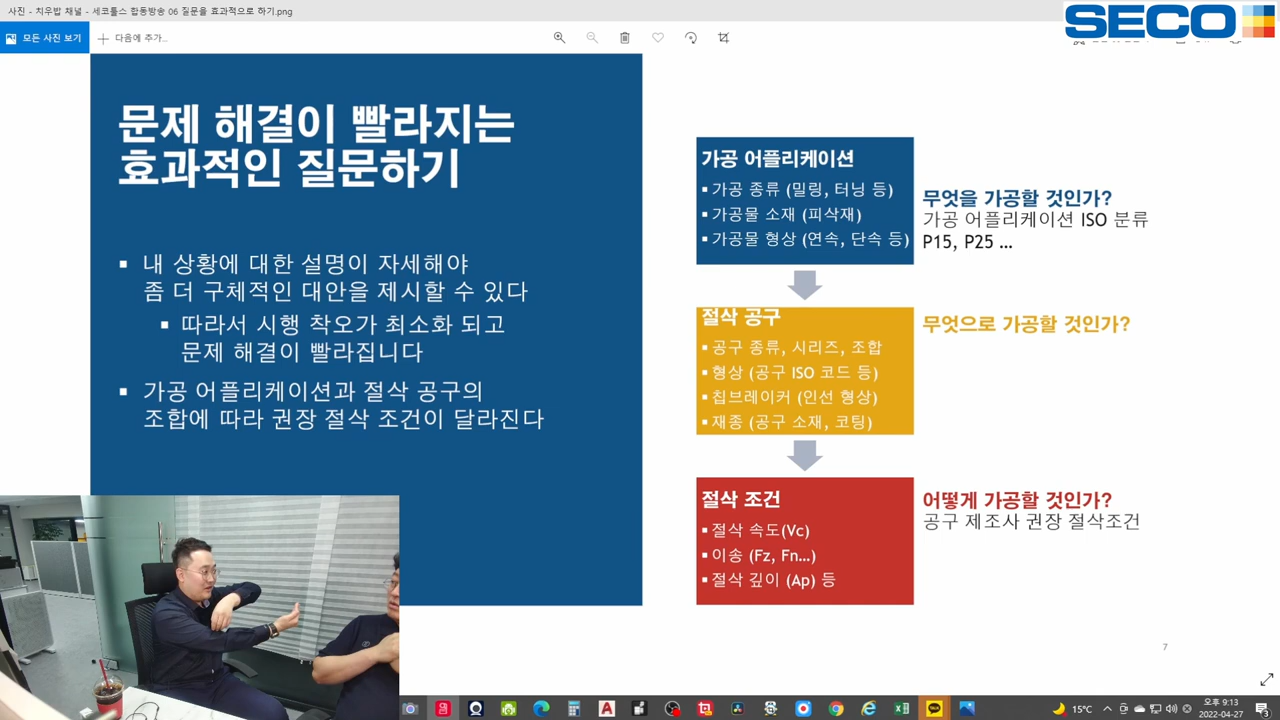 사진 - 치우밥 채널 - 세코툴스 합동방송 06 질문을 효과적으로 하기.png
SECO
모든 사진 보기
다음에 추가...
문제 해결이 빨라지는
효과적인 질문하기
▪ 내 상황에 대한 설명이 자세해야
좀 더 구체적인 대안을 제시할 수 있다
▪ 따라서 시행 착오가 최소화 되고
문제 해결이 빨라집니다
▪ 가공 어플리케이션과 절삭 공구의
조합에 따라 권장 절삭 조건이 달라진다
가공 어플리케이션
▪ 가공 종류 (밀링, 터닝 등)
▪ 가공물 소재 (피삭재)
▪ 가공물 형상 (연속, 단속 등)
무엇을 가공할 것인가?
가공 어플리케이션 ISO 분류
P15, P25 ...
절삭 공구
▪ 공구 종류, 시리즈, 조합
▪ 형상 (공구 ISO 코드 등)
▪ 칩브레이커 (인선 형상)
▪ 재종 (공구 소재, 코팅)
무엇으로 가공할 것인가?
절삭 조건
▪ 절삭 속도(Vc)
▪ 이송 (Fz, Fn...)
▪ 절삭 깊이 (Ap) 등
어떻게 가공할 것인가?
공구 제조사 권장 절삭조건
7
15°C
오후 9:13
2022-04-27